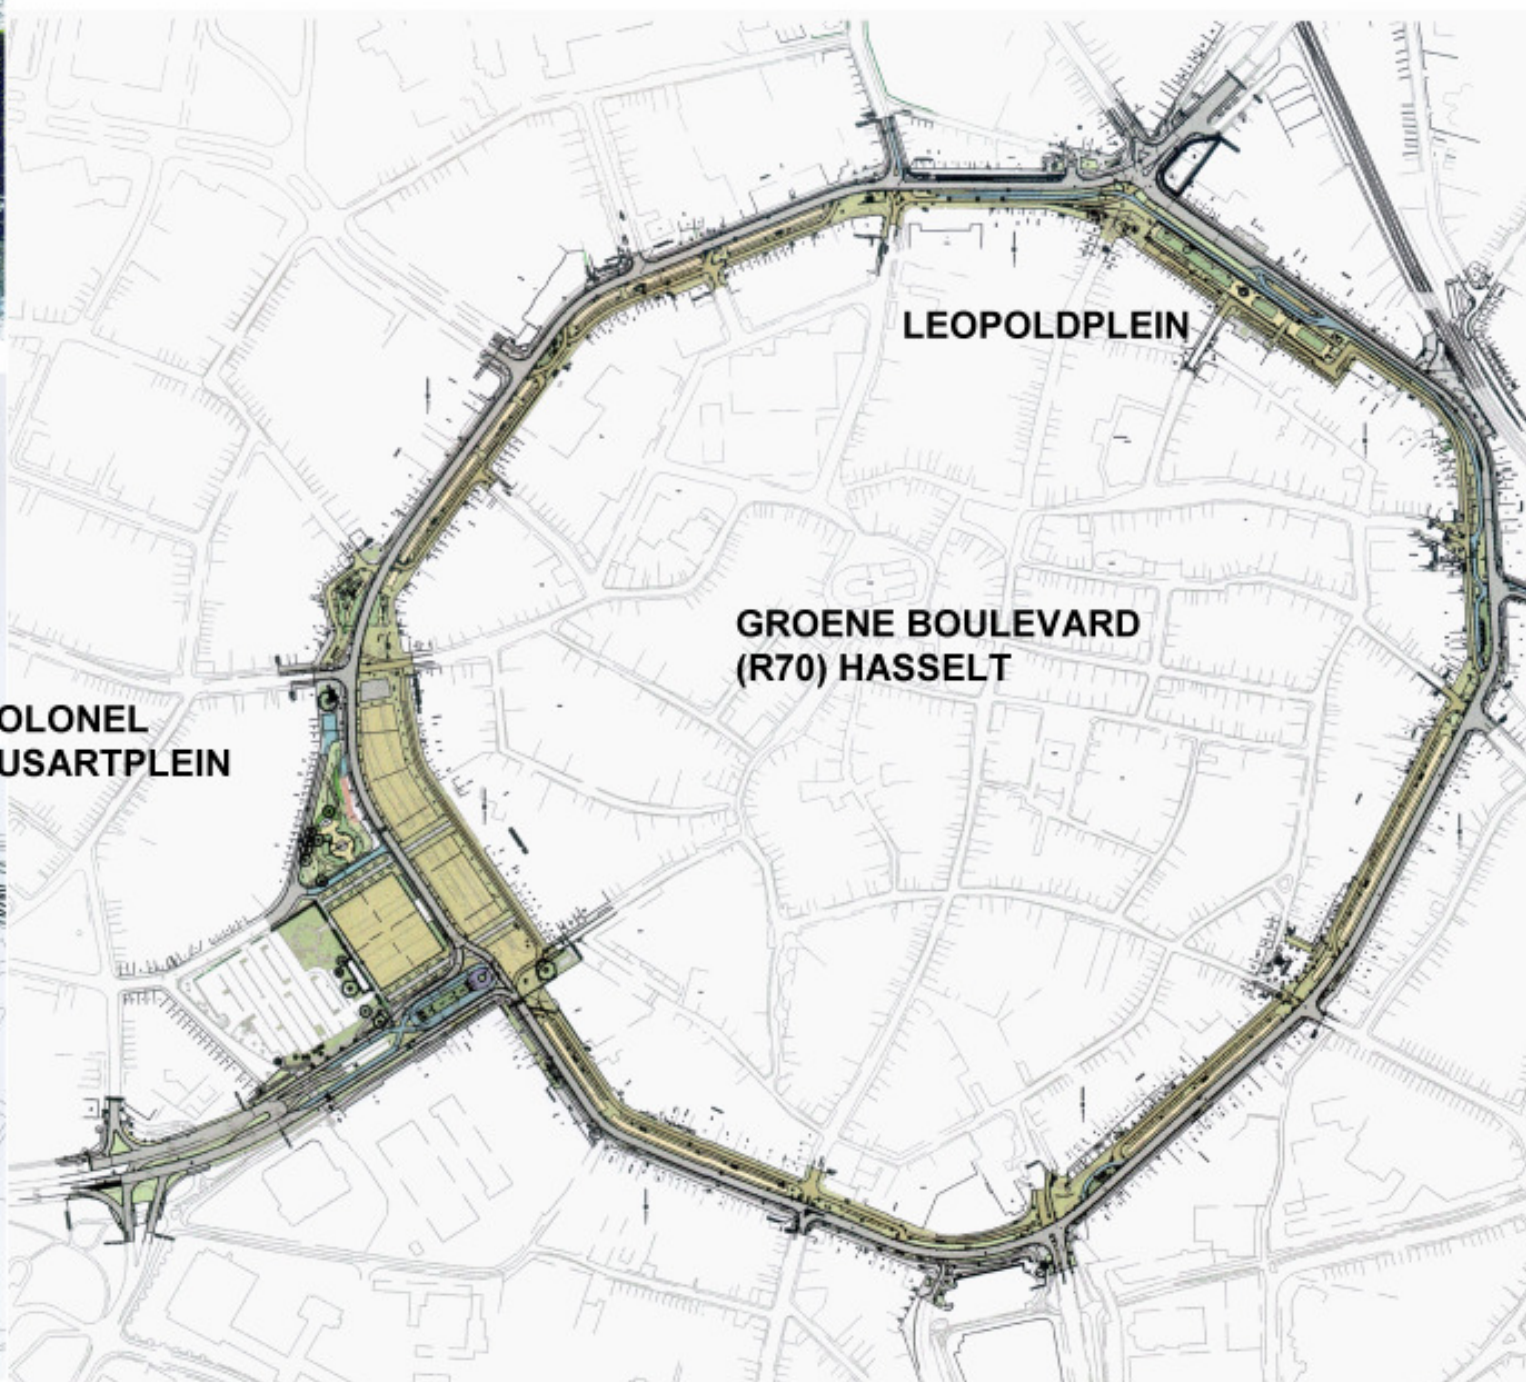 LEOPOLDPLEIN
GROENE BOULEVARD
(R70) HASSELT
OLONEL
USARTPLEIN